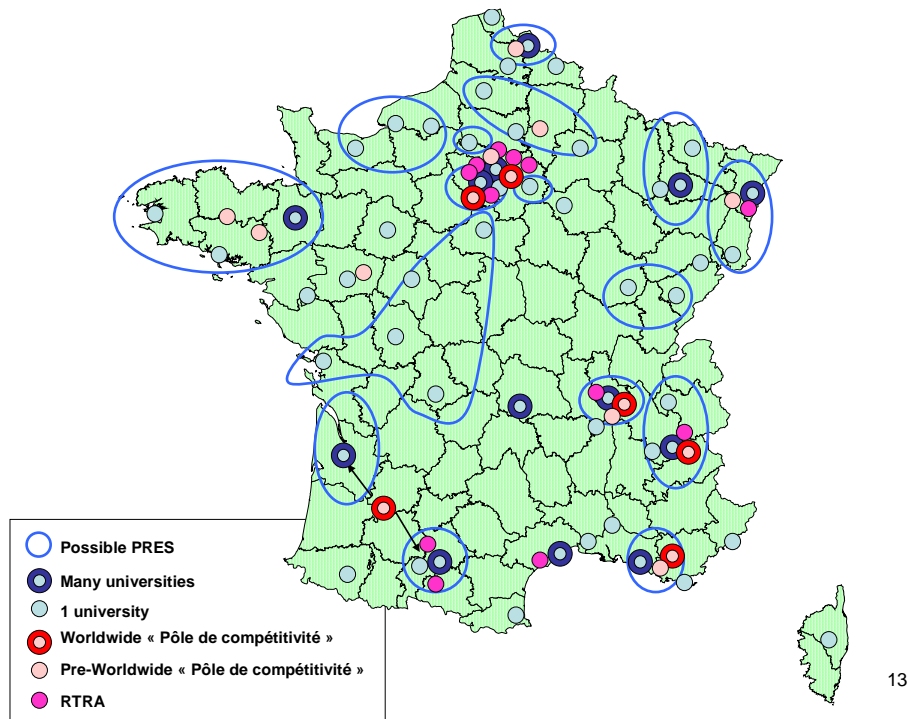 Possible PRES
Many universities
1 university
Worldwide « Pôle de compétitivité »
Pre-Worldwide « Pôle de compétitivité »
RTRA
13